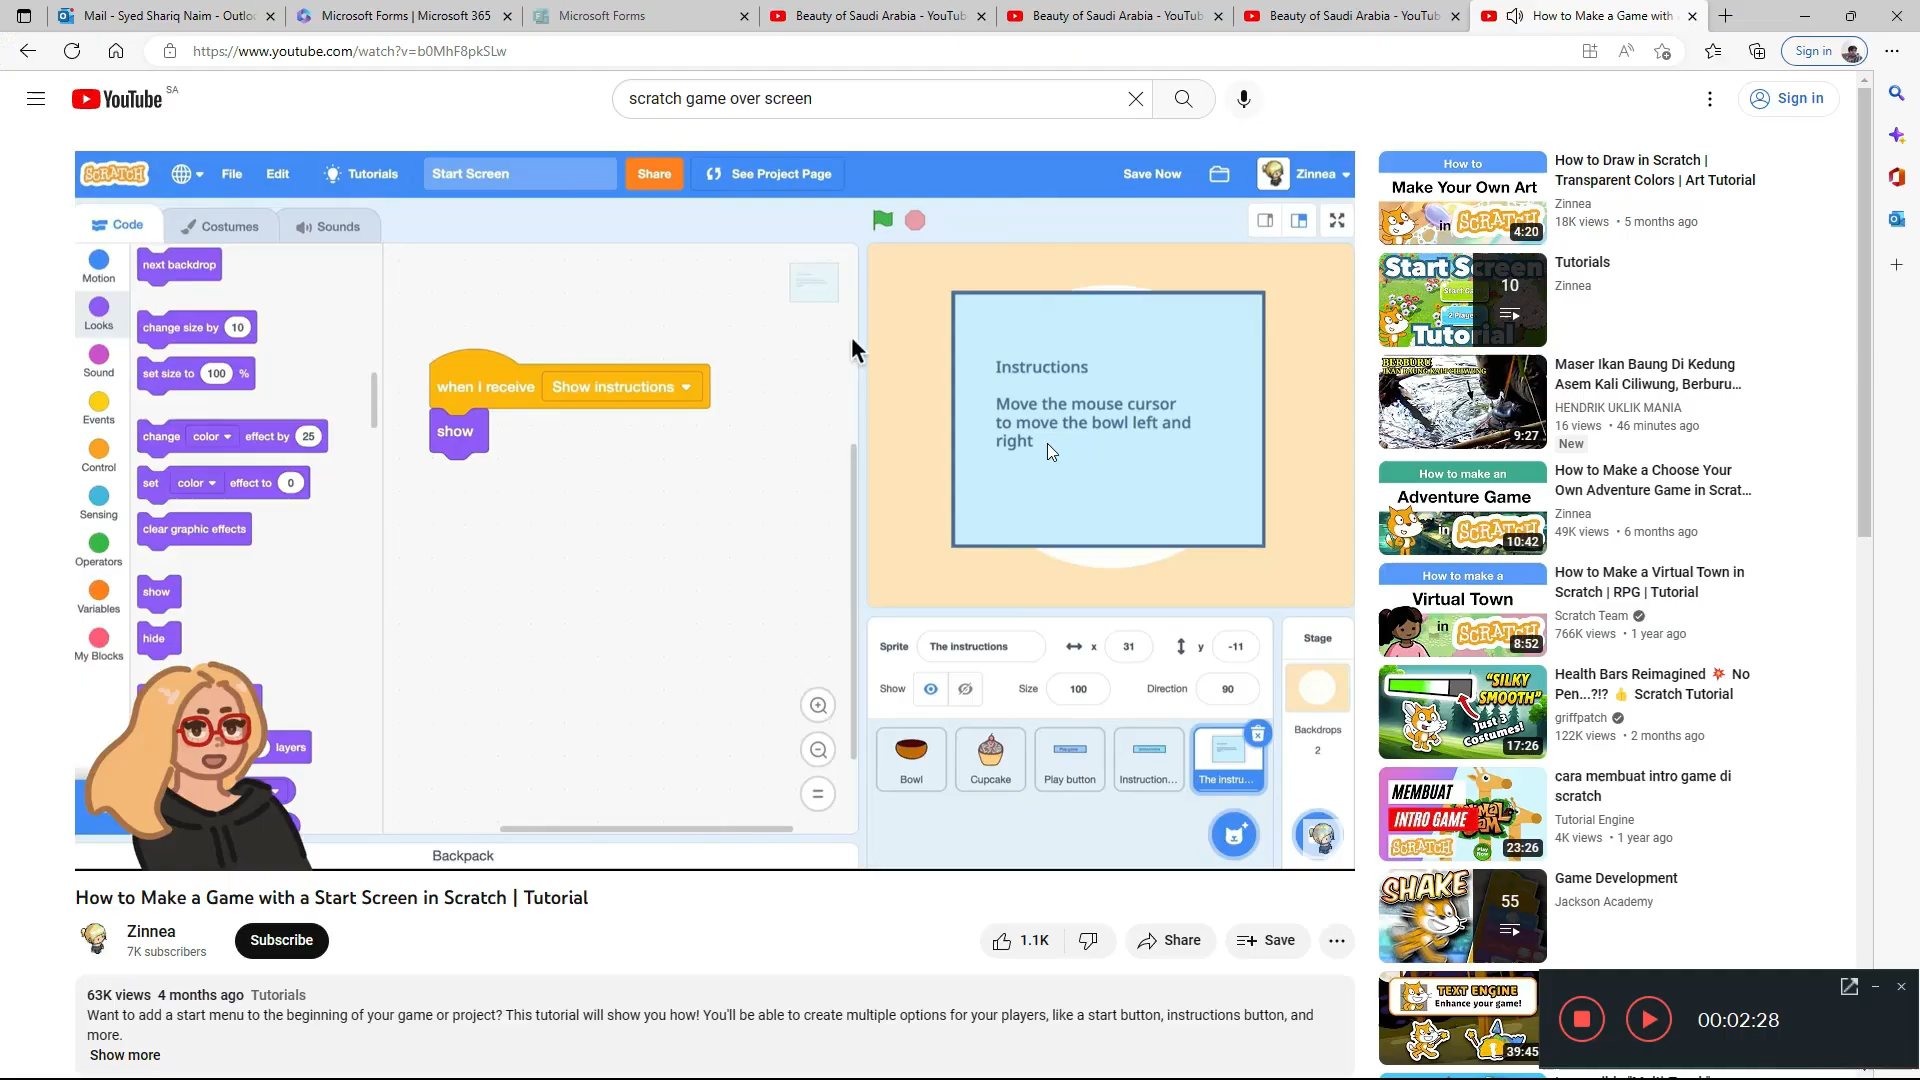 Mail - Syed Shariq Naim - Outlo
Microsoft Forms | Microsoft 365
Microsoft Forms
Beauty of Saudi Arabia - YouTub
Beauty of Saudi Arabia - YouTub
Beauty of Saudi Arabia - YouTub
How to Make a Game with
https://www.youtube.com/watch?v=b0MhF8pkSLw
Sign in
YouTube SA
scratch game over screen
Sign in
SCRATCH
File
Edit
Tutorials
Start Screen
Share
See Project Page
Save Now
Zinnea
Code
Costumes
Sounds
Motion
Looks
Sound
Events
Control
Sensing
Operators
Variables
My Blocks
next backdrop
change size by 10
set size to 100 %
change color effect by 25
set color effect to 0
clear graphic effects
show
hide
layers
when I receive Show instructions
show
Backpack
Instructions
Move the mouse cursor
to move the bowl left and
right
Sprite The instructions x 31 y -11
Show Size 100 Direction 90
Bowl
Cupcake
Play button
Instruction...
The instru...
Stage
Backdrops
2
How to Make a Game with a Start Screen in Scratch | Tutorial
Zinnea
7K subscribers
Subscribe
1.1K
Share
Save
63K views 4 months ago Tutorials
Want to add a start menu to the beginning of your game or project? This tutorial will show you how! You'll be able to create multiple options for your players, like a start button, instructions button, and
more.
Show more
How to
Make Your Own Art
in SCRATCH
4:20
How to Draw in Scratch |
Transparent Colors | Art Tutorial
Zinnea
18K views • 5 months ago
Start Screen
10
Tutorial
Tutorials
Zinnea
BERBURU
IKAN BAUNG KALI CILIWUNG
9:27
Maser Ikan Baung Di Kedung
Asem Kali Ciliwung, Berburu...
HENDRIK UKLIK MANIA
16 views • 46 minutes ago
New
How to make an
Adventure Game
in SCRATCH
10:42
How to Make a Choose Your
Own Adventure Game in Scrat...
Zinnea
49K views • 6 months ago
How to make a
Virtual Town
in SCRATCH
8:52
How to Make a Virtual Town in
Scratch | RPG | Tutorial
Scratch Team
766K views • 1 year ago
"SILKY
SMOOTH"
Just 3
Costumes!
17:26
Health Bars Reimagined 💥 No
Pen...?!? 👍 Scratch Tutorial
griffpatch
122K views • 2 months ago
MEMBUAT
INTRO GAME
SCRATCH
23:26
cara membuat intro game di
scratch
Tutorial Engine
4K views • 1 year ago
SHAKE
55
Game Development
Jackson Academy
TEXT ENGINE
Enhance your game!
39:45
00:02:28